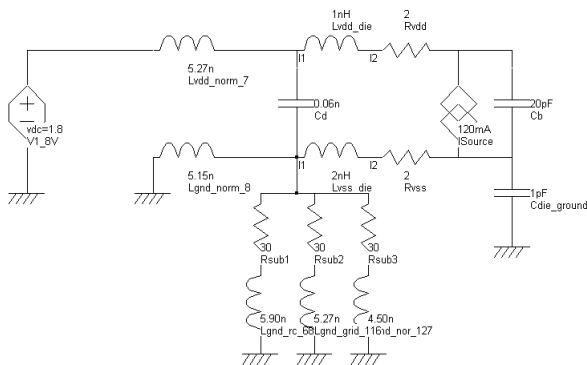 1nH
Lvdd_die
2
Rvdd
I1
I2
5.27n
Lvdd_norm_7
0.06n
Cd
vdc=1.8
V1_8V
120mA
ISource
20pF
Cb
5.15n
Lgnd_norm_8
I1
I2
2nH
Lvss_die
2
Rvss
1pF
Cdie_ground
30
Rsub1
30
Rsub2
30
Rsub3
5.90n
5.27n
4.50n
Lgnd_rc_68Lgnd_grid_116nd_nor_127